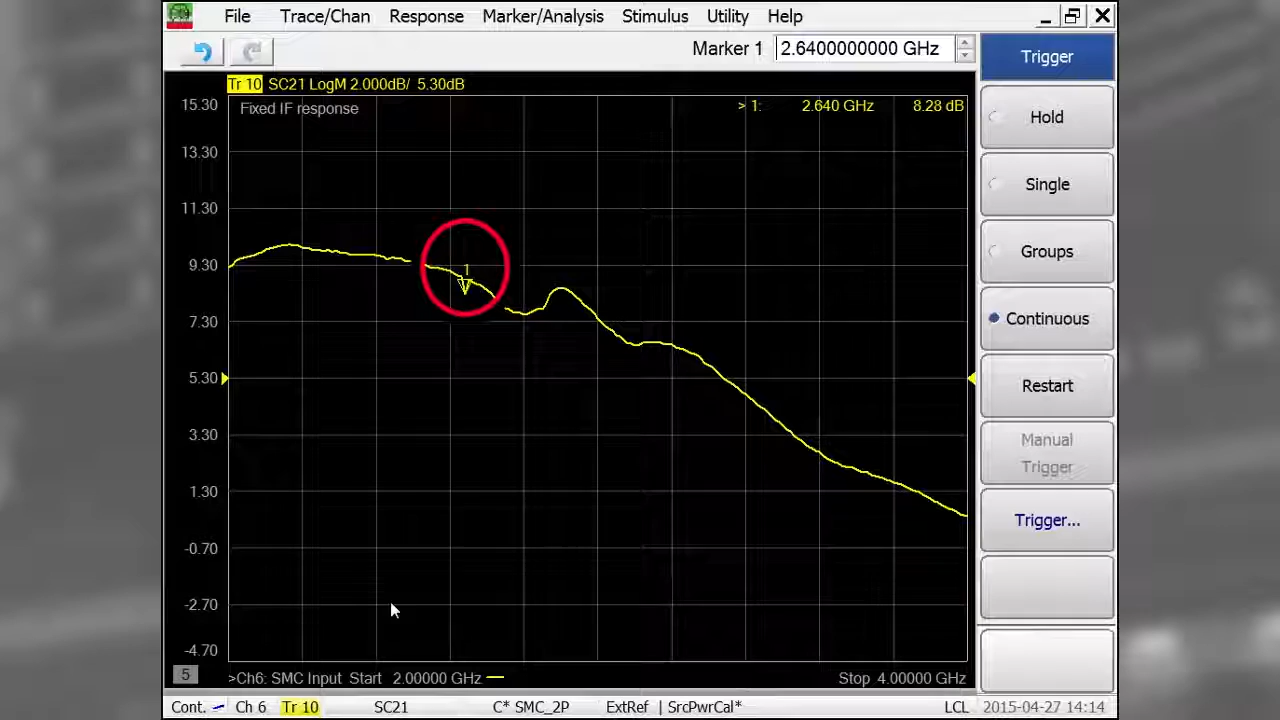 File Trace/Chan Response Marker/Analysis Stimulus Utility Help
Marker 1 2.6400000000 GHz
Trigger
Tr 10 SC21 LogM 2.000dB/ 5.30dB
Fixed IF response
> 1: 2.640 GHz 8.28 dB
15.30
13.30
11.30
9.30
7.30
5.30
3.30
1.30
-0.70
-2.70
-4.70
1
Hold
Single
Groups
Continuous
Restart
Manual
Trigger
Trigger...
5
>Ch6: SMC Input Start 2.00000 GHz Stop 4.00000 GHz
Cont. Ch 6 Tr 10 SC21 C* SMC_2P ExtRef SrcPwrCal* LCL 2015-04-27 14:14